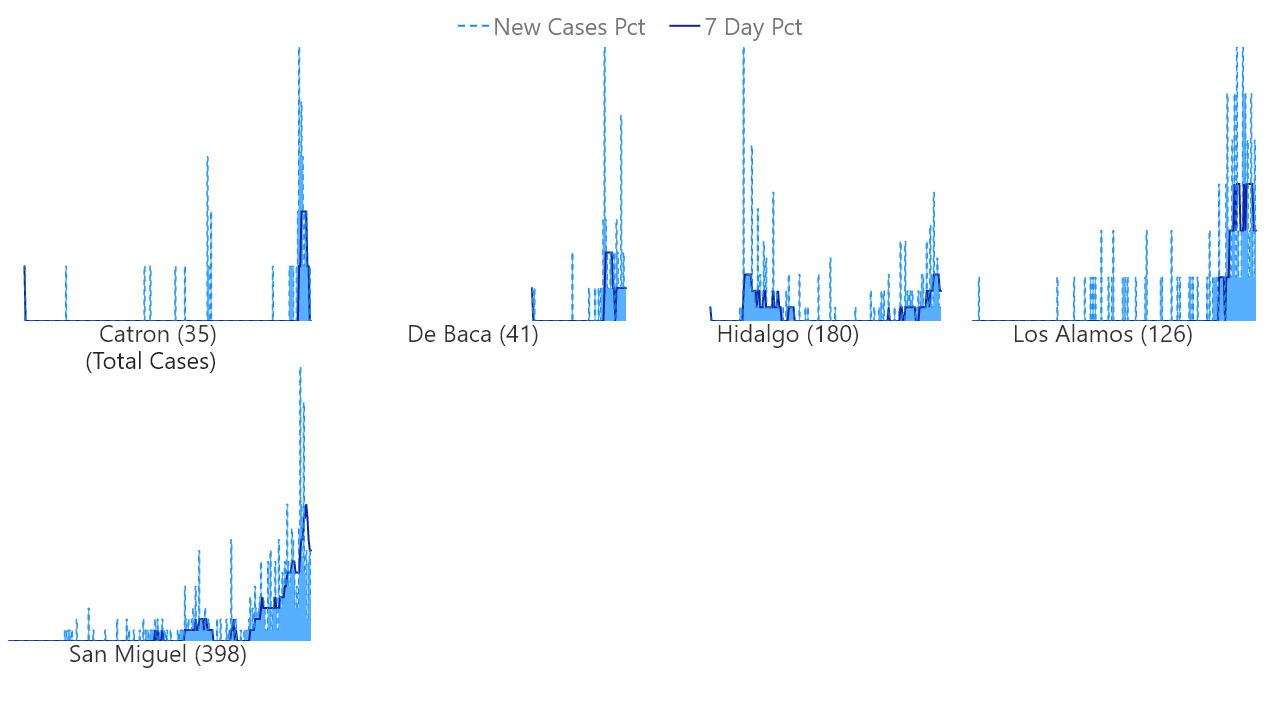 New Cases Pct 7 Day Pct
Catron (35) De Baca (41) Hidalgo (180) Los Alamos (126)
(Total Cases)
San Miguel (398)